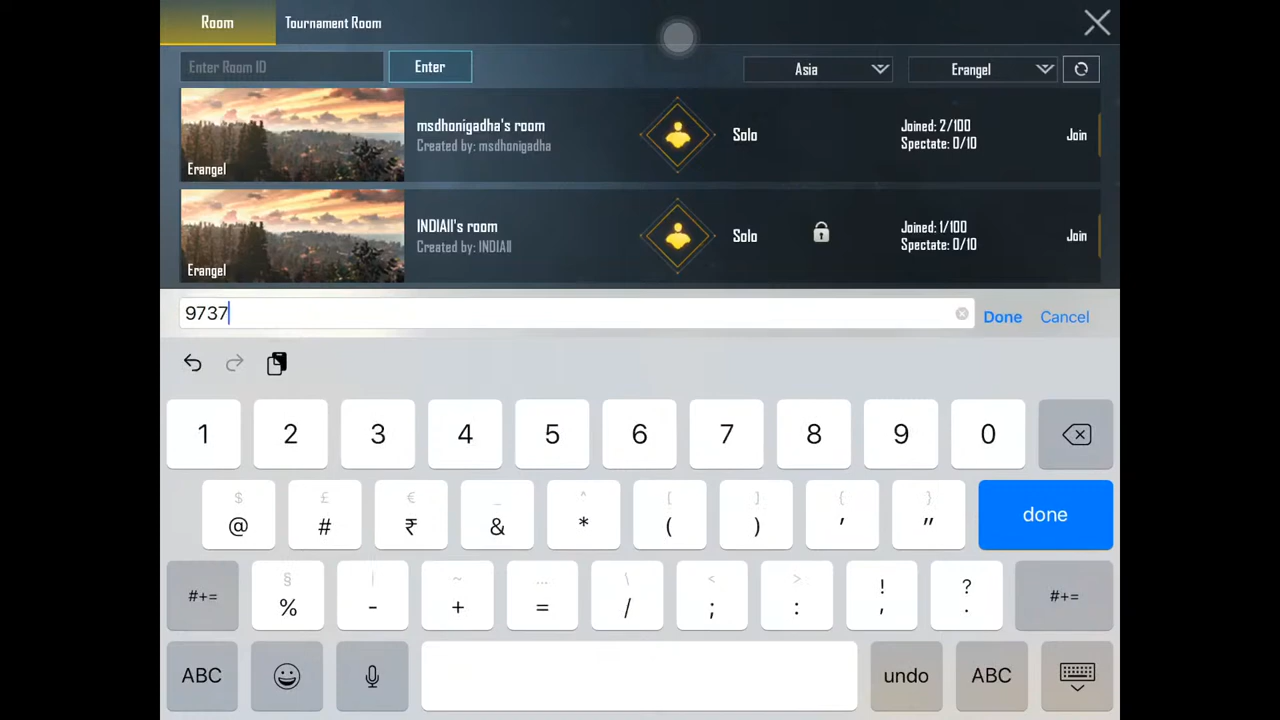 Room
Tournament Room
Enter Room ID
Enter
Asia
Erangel
msdhonigadha's room
Created by: msdhonigadha
Solo
Joined: 2/100
Spectate: 0/10
Join
Erangel
INDIAll's room
Created by: INDIAll
Solo
Joined: 1/100
Spectate: 0/10
Join
Erangel
9737
Done
Cancel
1 2 3 4 5 6 7 8 9 0
$ £ € _ ^ [ ] { }
@ # ₹ & * ( ) ' "
done
§ | ~ … \ < > ! ?
#+= % - + = / ; : , . #+=
ABC
undo
ABC